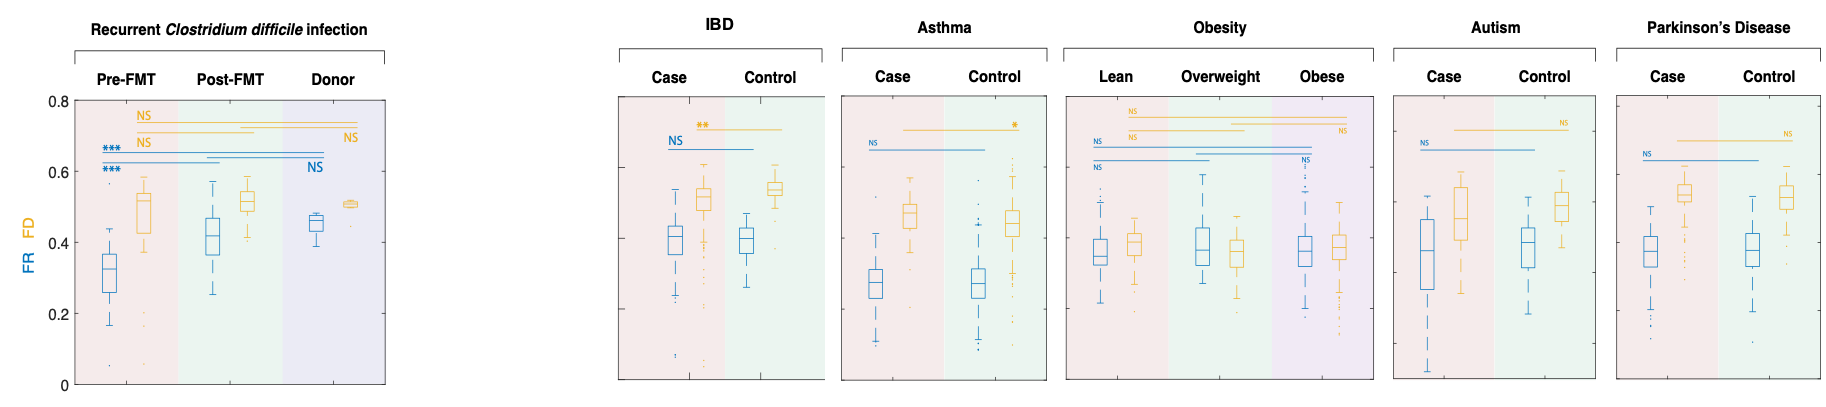 Recurrent Clostridium difficile infection
Pre-FMT Post-FMT Donor
0.8
0.6
0.4
0.2
0
FR FD
NS
NS
NS
***
***
NS
IBD
Case Control
**
NS
Asthma
Case Control
*
NS
Obesity
Lean Overweight Obese
NS
NS
NS
NS
NS
NS
Autism
Case Control
NS
NS
Parkinson's Disease
Case Control
NS
NS